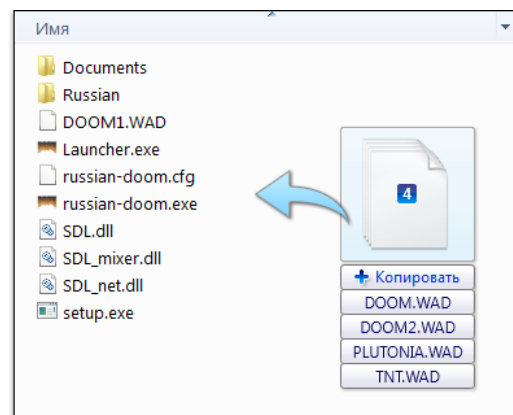 Имя
Documents
Russian
DOOM1.WAD
Launcher.exe
russian-doom.cfg
russian-doom.exe
SDL.dll
SDL_mixer.dll
SDL_net.dll
setup.exe
4
Копировать
DOOM.WAD
DOOM2.WAD
PLUTONIA.WAD
TNT.WAD